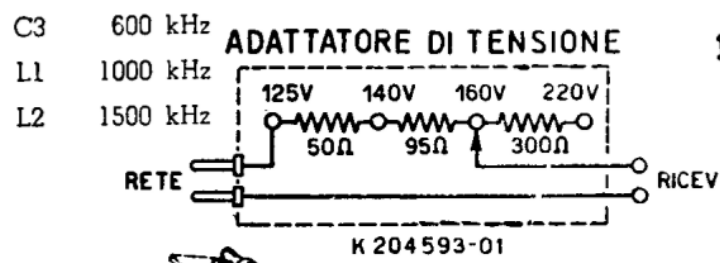 C3 600 kHz
L1 1000 kHz
L2 1500 kHz
ADATTATORE DI TENSIONE
125V 140V 160V 220V
50Ω 95Ω 300Ω
RETE
RICEV
K 204593-01